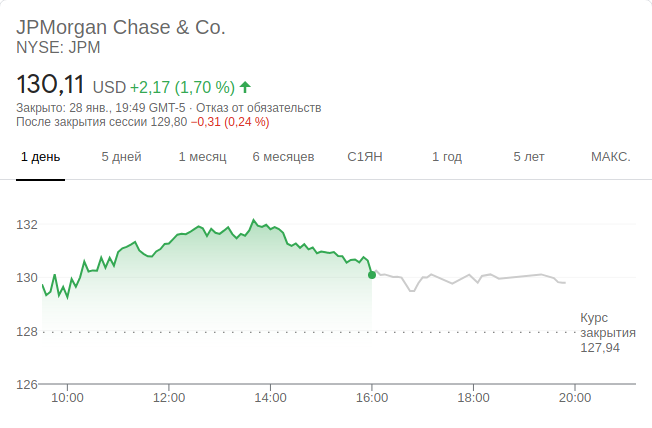 JPMorgan Chase & Co.
NYSE: JPM
130,11 USD +2,17 (1,70 %)
Закрыто: 28 янв., 19:49 GMT-5 · Отказ от обязательств
После закрытия сессии 129,80 −0,31 (0,24 %)
1 день 5 дней 1 месяц 6 месяцев С1ЯН 1 год 5 лет МАКС.
132
130
128
126
Курс
закрытия
127,94
10:00 12:00 14:00 16:00 18:00 20:00